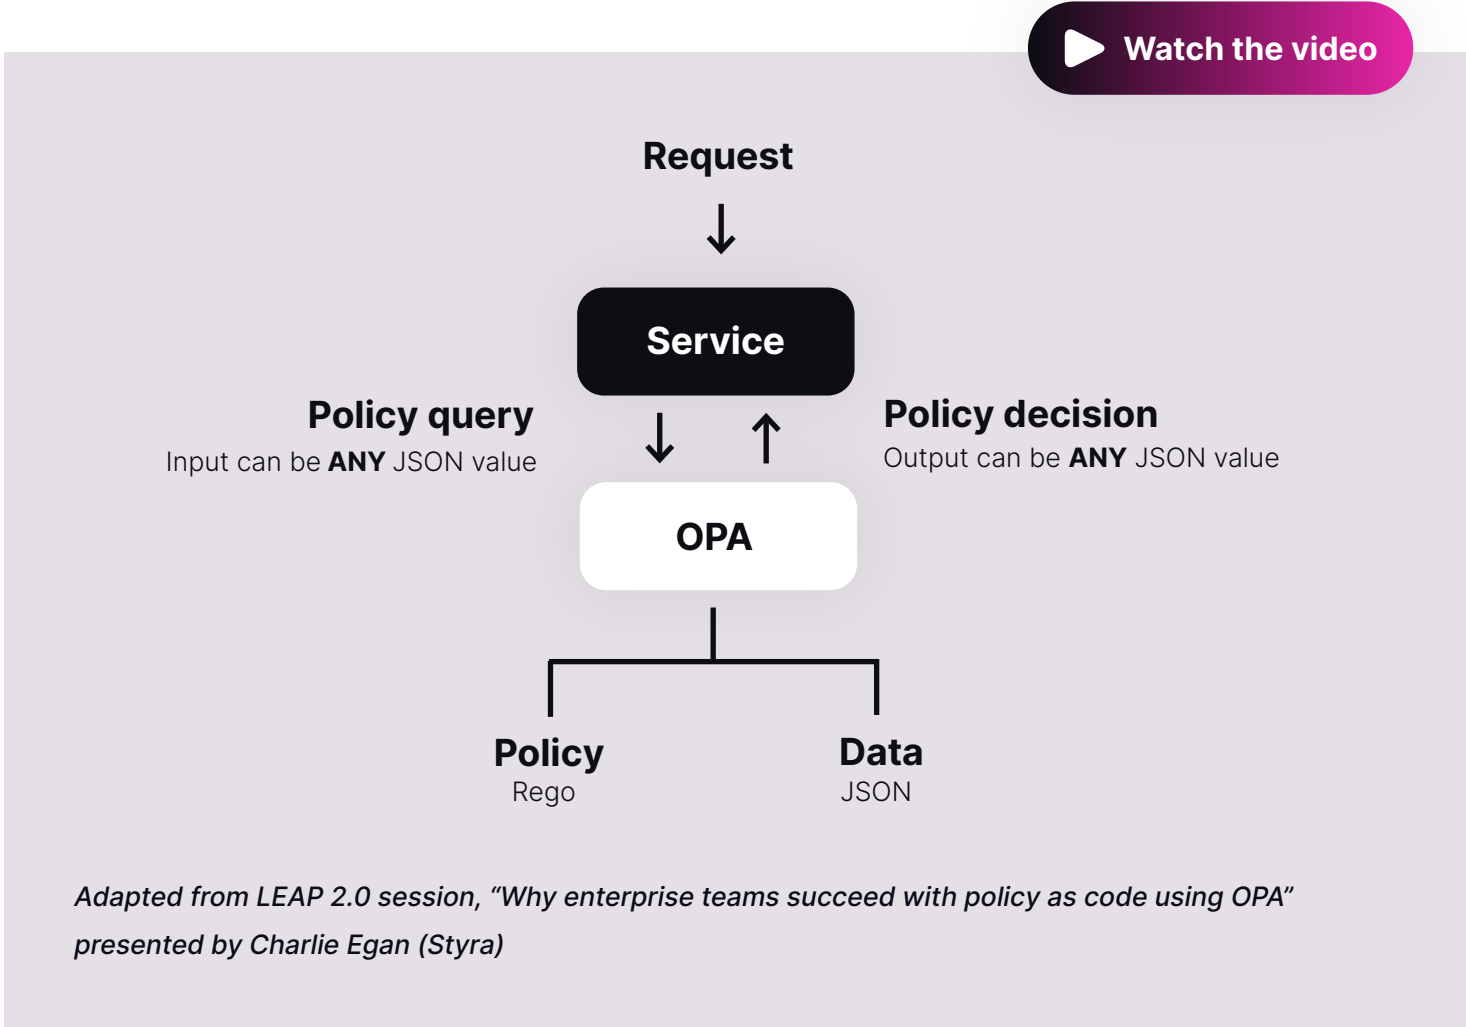 Watch the video
Request
Service
Policy query
Input can be ANY JSON value
Policy decision
Output can be ANY JSON value
OPA
Policy
Rego
Data
JSON
Adapted from LEAP 2.0 session, “Why enterprise teams succeed with policy as code using OPA”
presented by Charlie Egan (Styra)